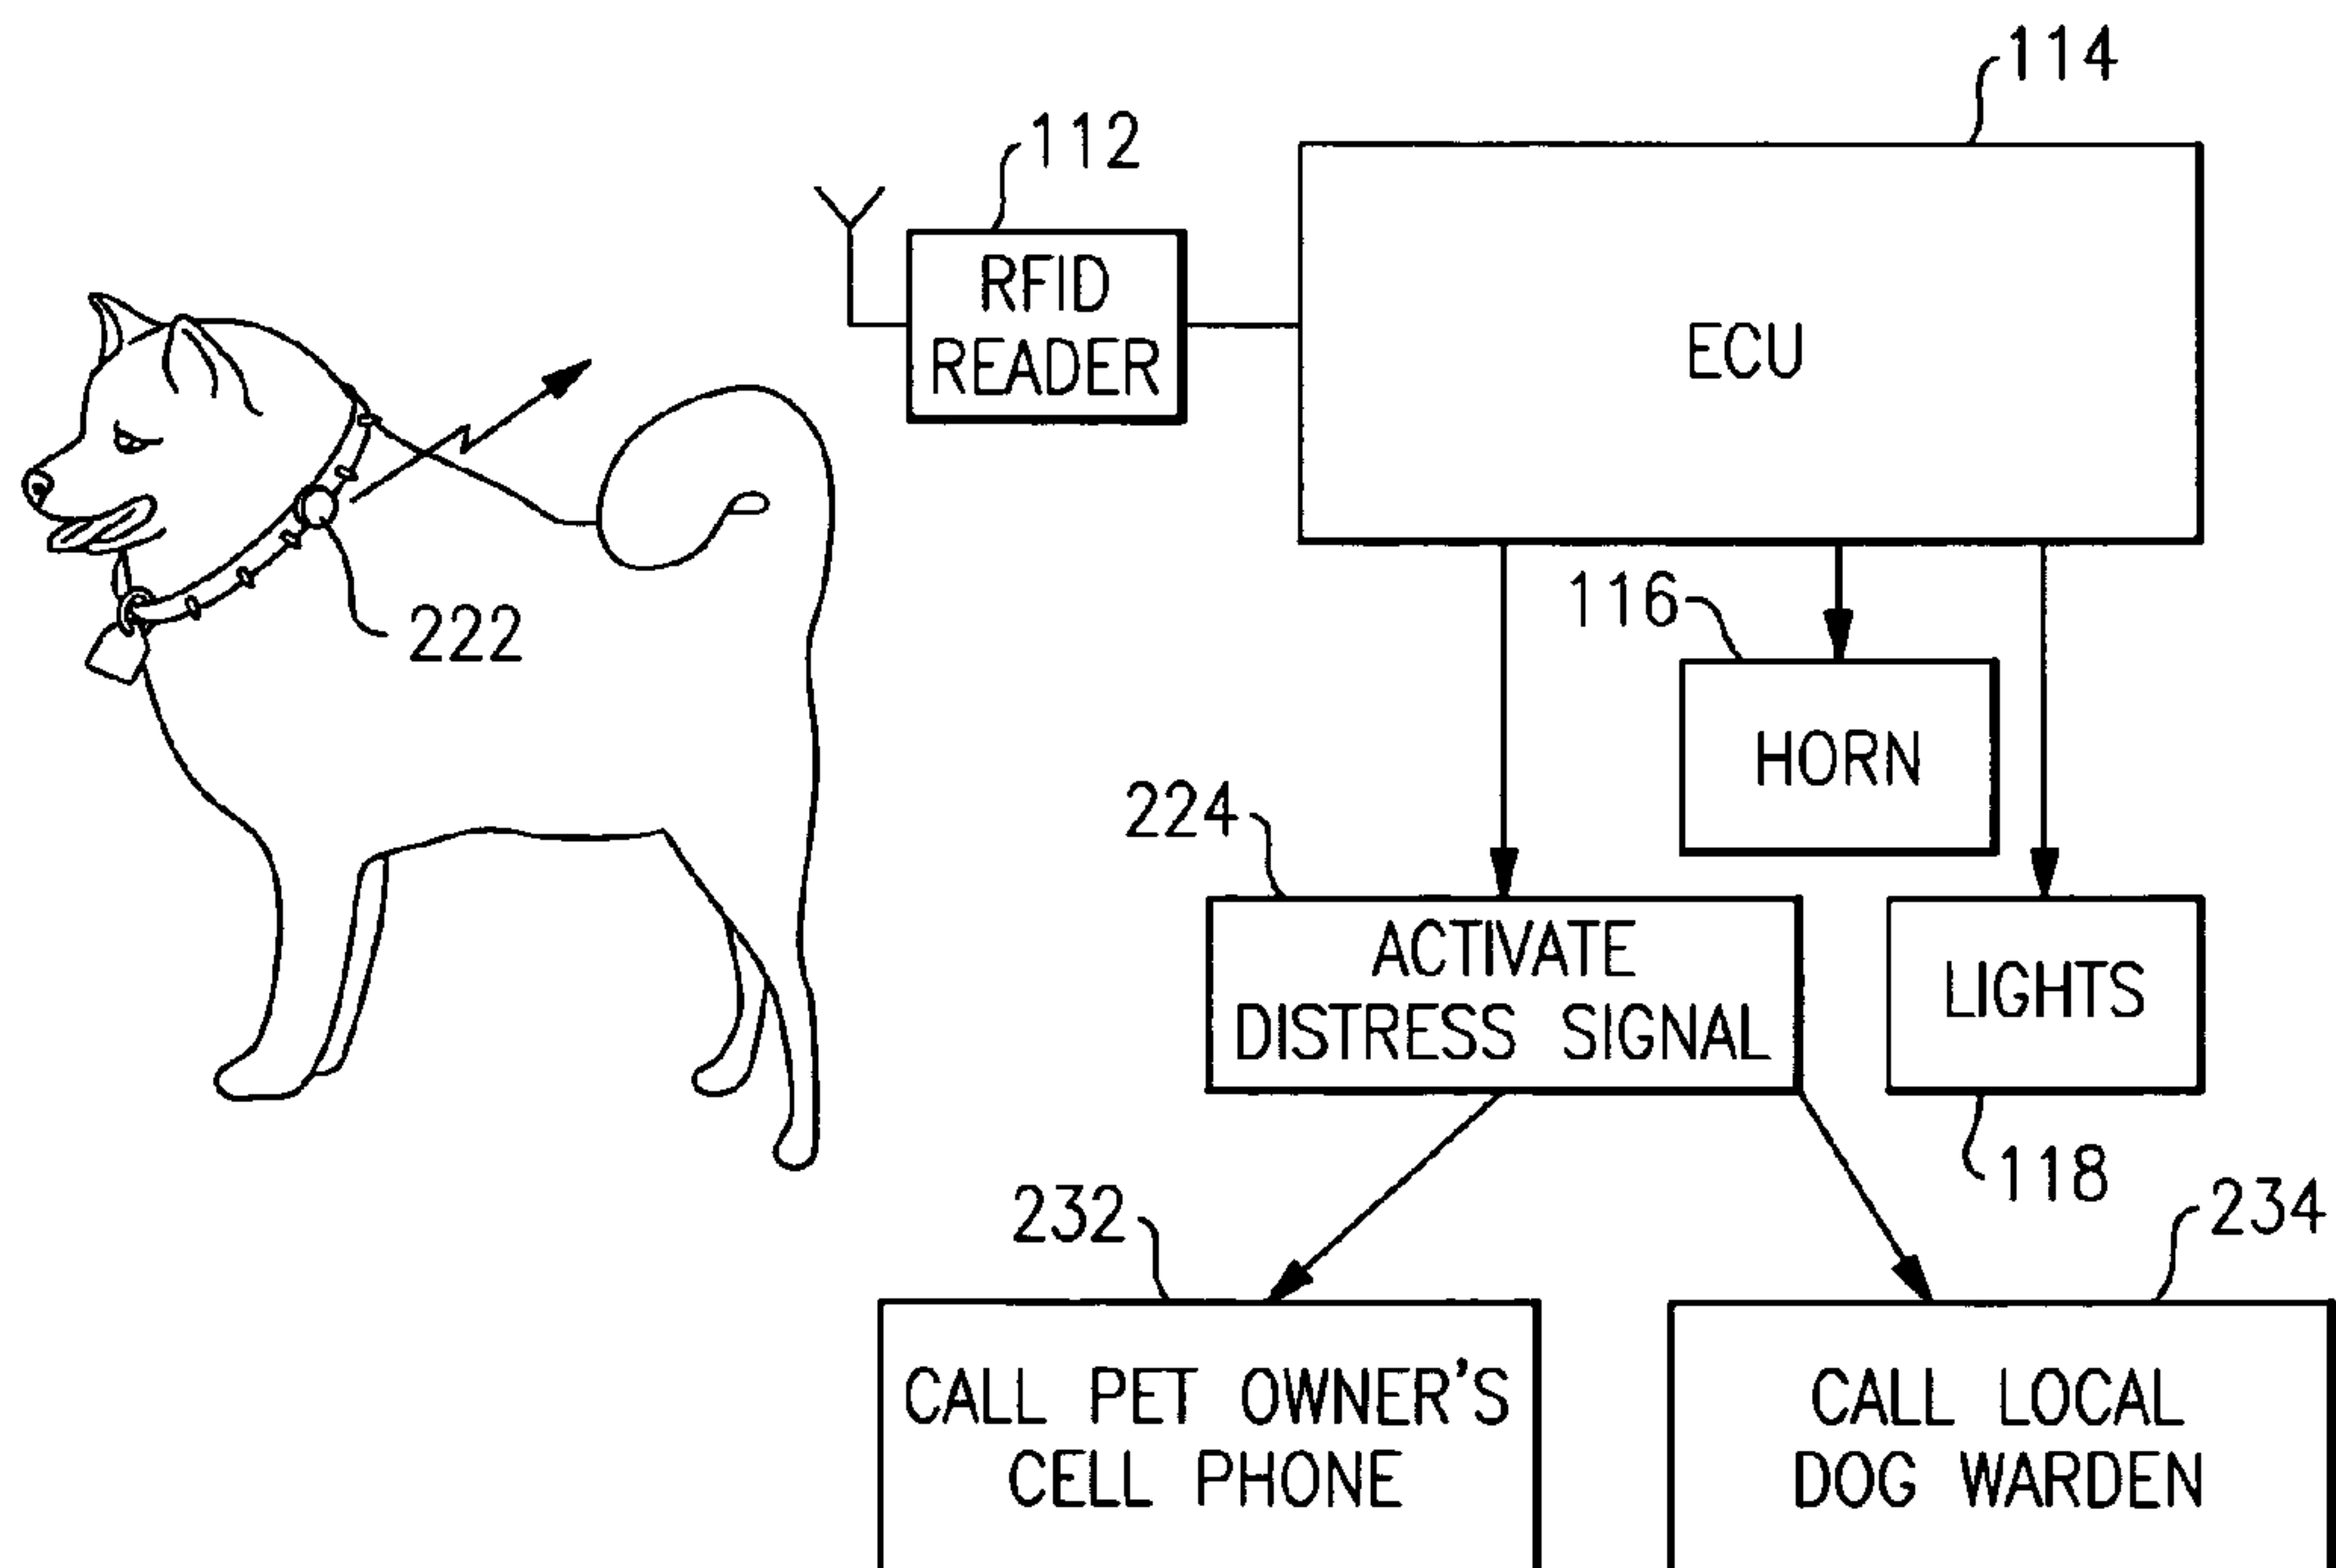 114
112
RFID
READER
ECU
222
116
HORN
224
ACTIVATE
DISTRESS SIGNAL
LIGHTS
118
232
234
CALL PET OWNER'S
CELL PHONE
CALL LOCAL
DOG WARDEN